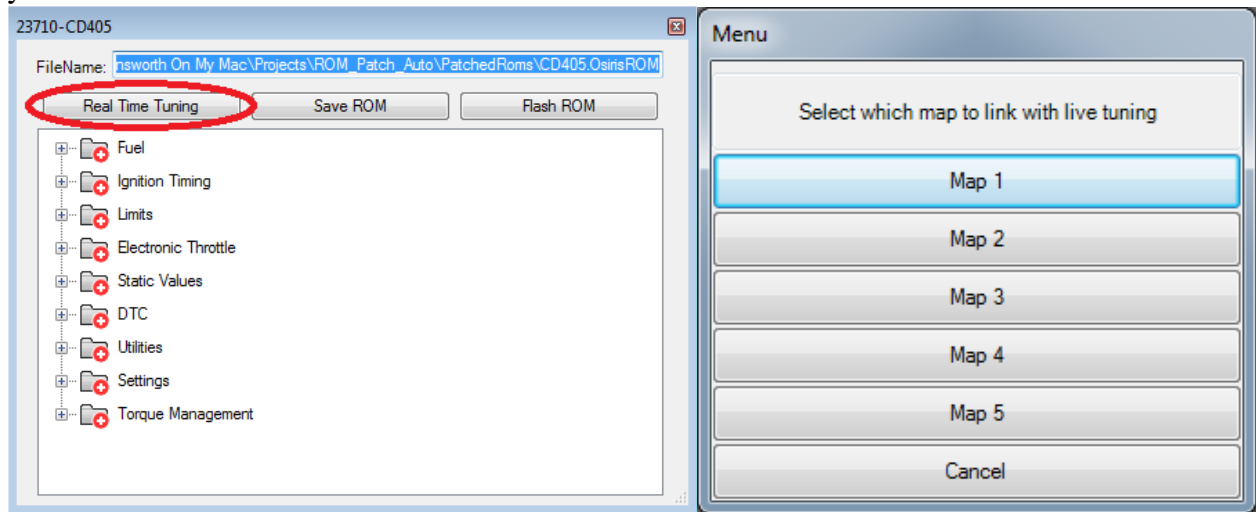 23710-CD405
FileName: nsworth On My Mac\Projects\ROM_Patch_Auto\PatchedRoms\CD405.OsirisROM
Real Time Tuning Save ROM Flash ROM
Fuel
Ignition Timing
Limits
Electronic Throttle
Static Values
DTC
Utilities
Settings
Torque Management
Menu
Select which map to link with live tuning
Map 1
Map 2
Map 3
Map 4
Map 5
Cancel